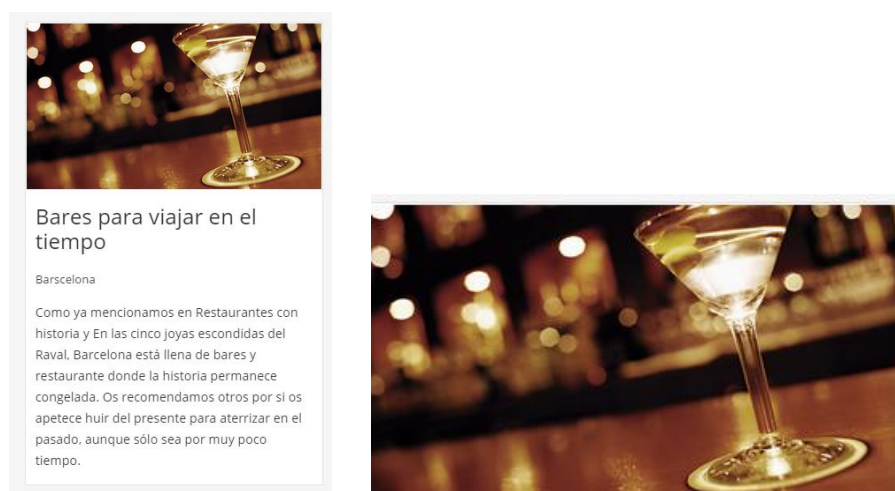 Bares para viajar en el
tiempo
Barscelona
Como ya mencionamos en Restaurantes con
historia y En las cinco joyas escondidas del
Raval, Barcelona está llena de bares y
restaurante donde la historia permanece
congelada. Os recomendamos otros por si os
apetece huir del presente para aterrizar en el
pasado, aunque sólo sea por muy poco
tiempo.